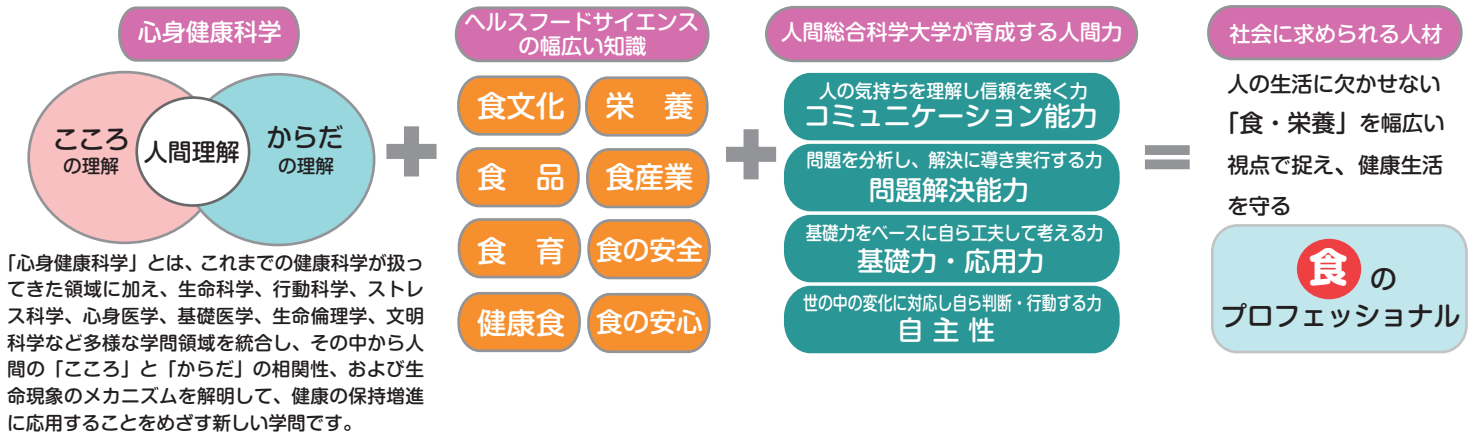 心身健康科学
こころ
の理解
人間理解
からだ
の理解
「心身健康科学」とは、これまでの健康科学が扱っ
てきた領域に加え、生命科学、行動科学、ストレ
ス科学、心身医学、基礎医学、生命倫理学、文明
科学など多様な学問領域を統合し、その中から人
間の「こころ」と「からだ」の相関性、および生
命現象のメカニズムを解明して、健康の保持増進
に応用することをめざす新しい学問です。
ヘルスフードサイエンス
の幅広い知識
食文化
栄　養
食　品
食産業
食　育
食の安全
健康食
食の安心
人間総合科学大学が育成する人間力
人の気持ちを理解し信頼を築く力
コミュニケーション能力
問題を分析し、解決に導き実行する力
問題解決能力
基礎力をベースに自ら工夫して考える力
基礎力・応用力
世の中の変化に対応し自ら判断・行動する力
自 主 性
社会に求められる人材
人の生活に欠かせない
「食・栄養」を幅広い
視点で捉え、健康生活
を守る
食 の
プロフェッショナル